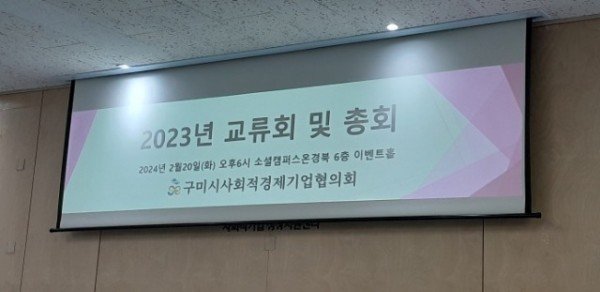 2023년 교류회 및 총회
2024년 2월20일(화) 오후6시 소셜캠퍼스온경북 6층 이벤트홀
구미시사회적경제기업협의회